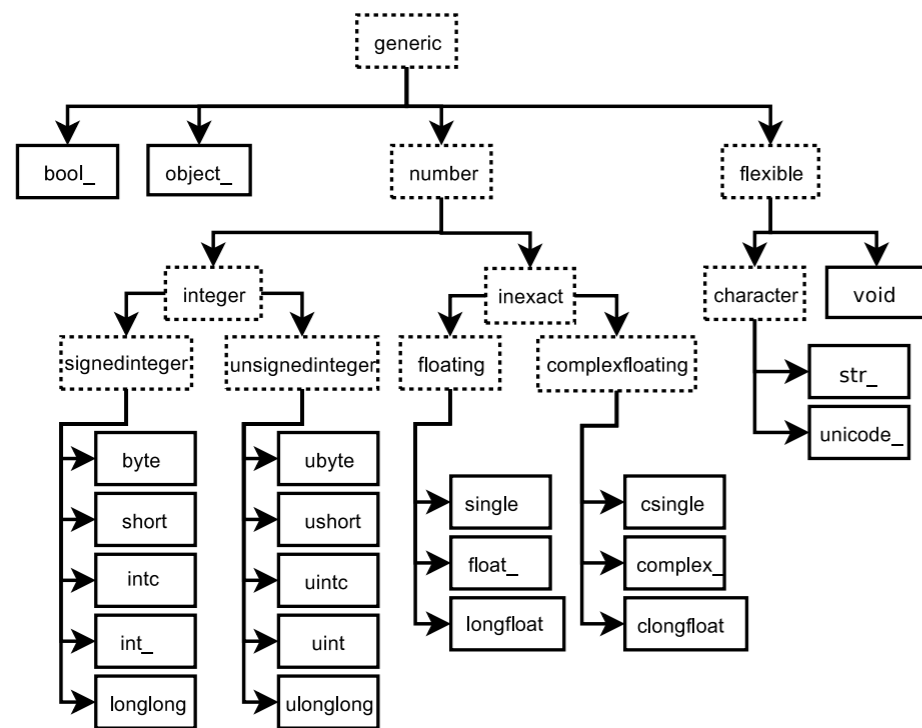 generic
bool_
object_
number
flexible
integer
inexact
character
void
signedinteger
unsignedinteger
floating
complexfloating
str_
unicode_
byte
ubyte
single
csingle
short
ushort
float_
complex_
intc
uintc
longfloat
clongfloat
int_
uint
longlong
ulonglong